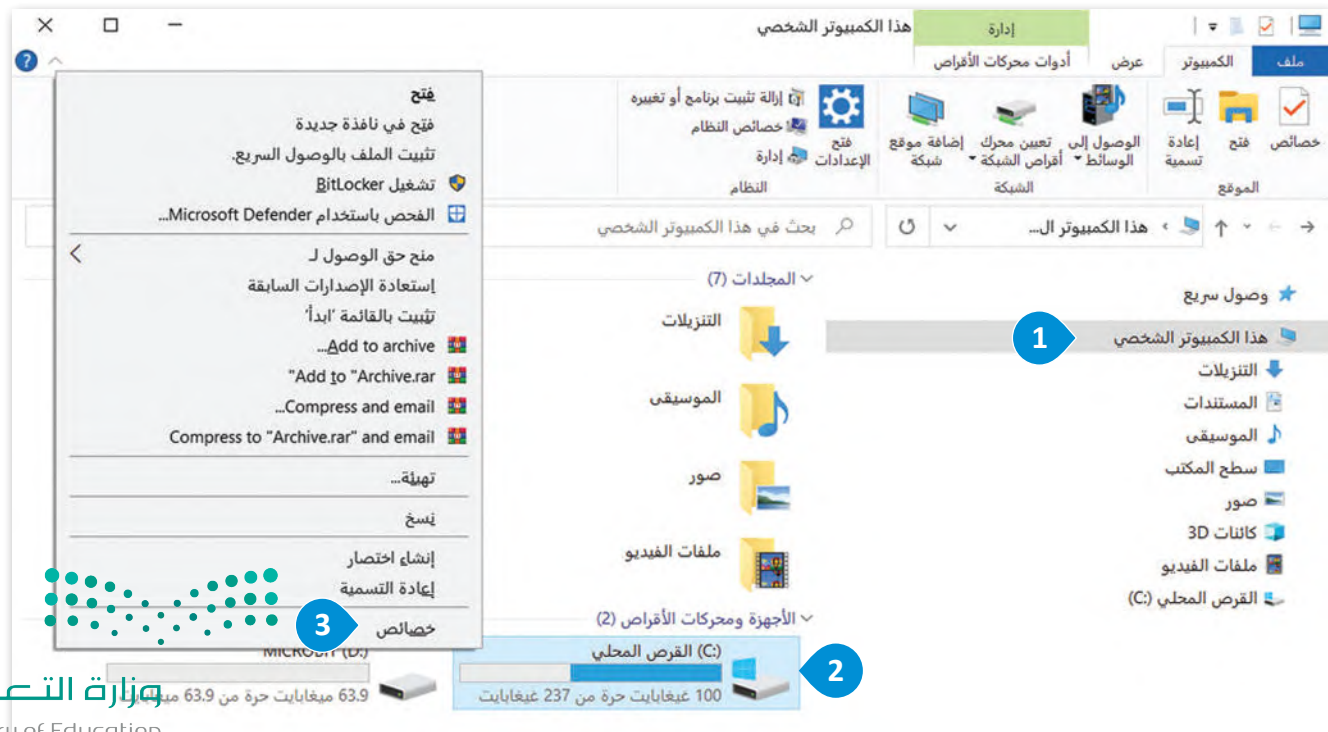 هذا الكمبيوتر الشخصي
إدارة
ملف
الكمبيوتر
عرض
أدوات محركات الأقراص
خصائص
فتح
إعادة تسمية
الموقع
الوصول إلى الوسائط
تعيين محرك أقراص الشبكة
إضافة موقع شبكة
الشبكة
فتح الإعدادات
إزالة تثبيت برنامج أو تغييره
خصائص النظام
إدارة
النظام
هذا الكمبيوتر ال...
بحث في هذا الكمبيوتر الشخصي
وصول سريع
هذا الكمبيوتر الشخصي
1
التنزيلات
المستندات
الموسيقى
سطح المكتب
صور
كائنات 3D
ملفات الفيديو
القرص المحلي (C:)
المجلدات (7)
التنزيلات
الموسيقى
صور
ملفات الفيديو
الأجهزة ومحركات الأقراص (2)
القرص المحلي (C:)
100 غيغابايت حرة من 237 غيغابايت
2
MICROBIT (D:)
63.9 ميغابايت حرة من 63.9 ميغابايت
فتح
فتح في نافذة جديدة
تثبيت الملف بالوصول السريع.
تشغيل BitLocker
الفحص باستخدام Microsoft Defender...
منح حق الوصول لـ
إستعادة الإصدارات السابقة
تثبيت بالقائمة 'ابدأ'
Add to archive...
Add to "Archive.rar"
Compress and email...
Compress to "Archive.rar" and email
تهيئة...
نسخ
إنشاء اختصار
إعادة التسمية
خصائص
3
وزارة التع
ry of Education